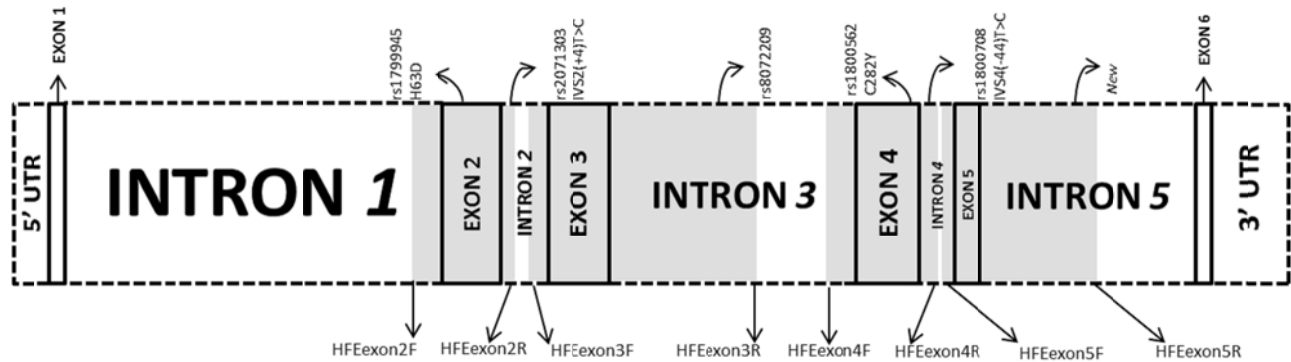 EXON 1
rs1799945
H63D
rs2071303
IVS2(+4)T>C
rs8072209
rs1800562
C282Y
rs1800708
IVS4(-44)T>C
New
EXON 6
5' UTR
INTRON 1
EXON 2
INTRON 2
EXON 3
INTRON 3
EXON 4
INTRON 4
EXON 5
INTRON 5
3' UTR
HFEexon2F
HFEexon2R
HFEexon3F
HFEexon3R
HFEexon4F
HFEexon4R
HFEexon5F
HFEexon5R